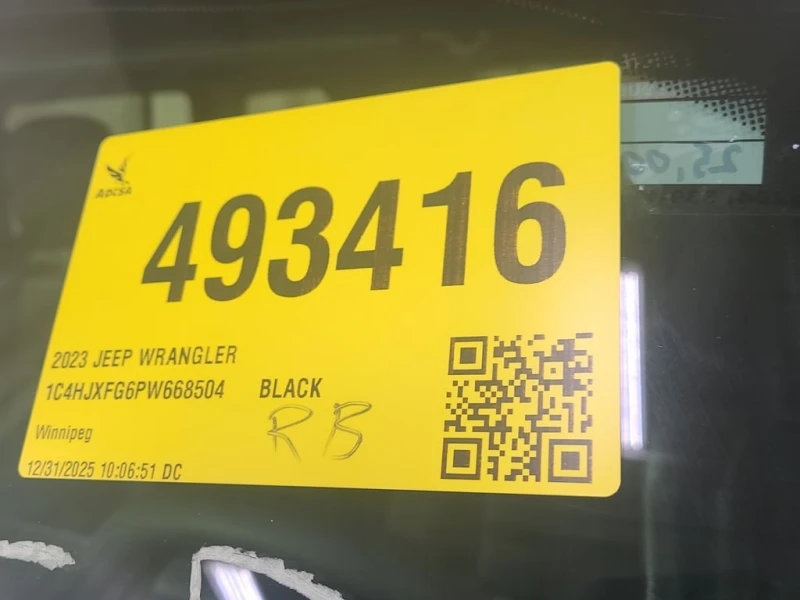 ADESA
493416
2023 JEEP WRANGLER
1C4HJXFG6PW668504 BLACK
RB
Winnipeg
12/31/2025 10:06:51 DC